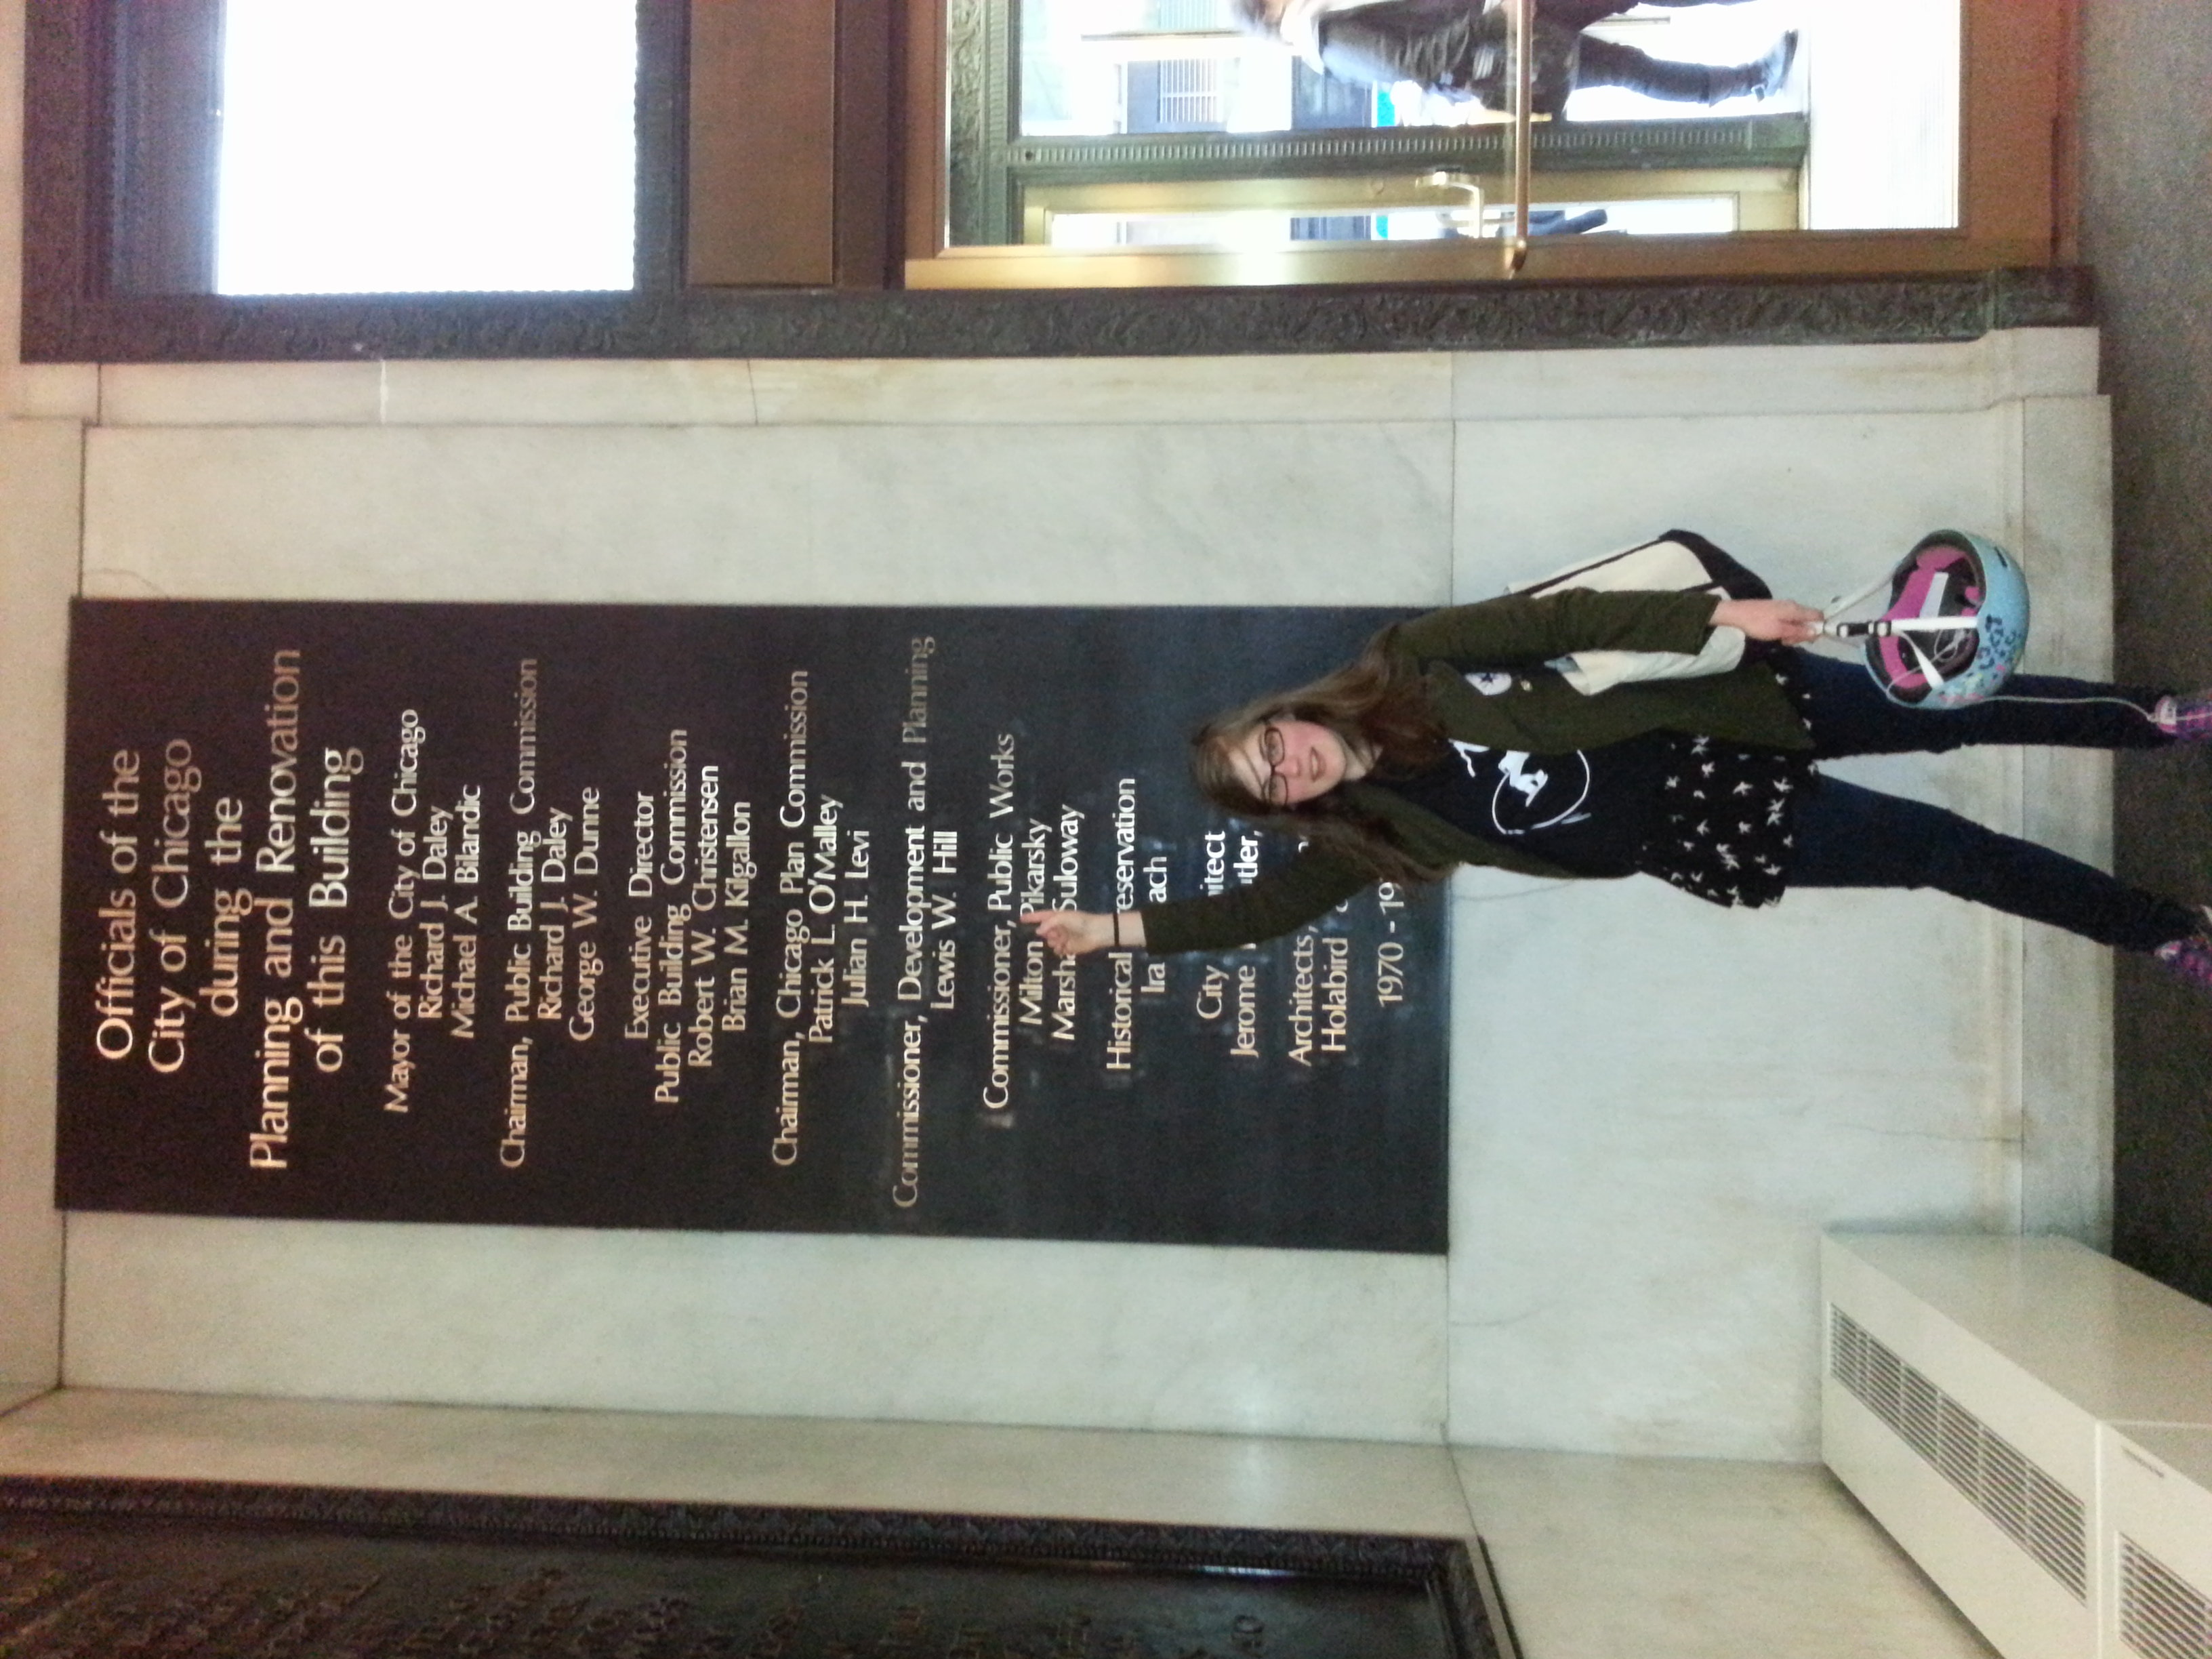 Officials of the
City of Chicago
during the
Planning and Renovation
of this Building
Mayor of the City of Chicago
Richard J. Daley
Michael A. Bilandic
Chairman, Public Building Commission
Richard J. Daley
George W. Dunne
Executive Director
Public Building Commission
Robert W. Christensen
Brian M. Kilgallon
Chairman, Chicago Plan Commission
Patrick L. O'Malley
Julian H. Levi
Commissioner, Development and Planning
Lewis W. Hill
Commissioner, Public Works
Milton Pikarsky
Suloway
Historical
Ira
City
Jerome
Architects,
Holabird
1970 -